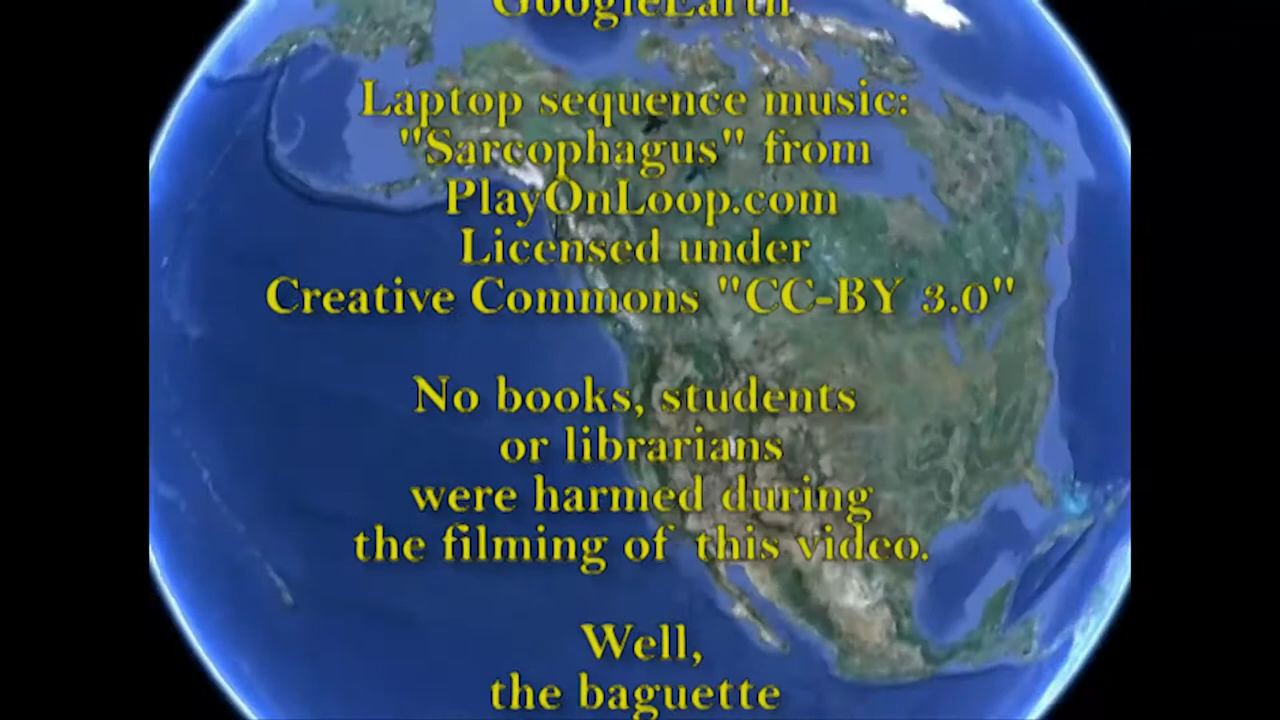 GoogleEarth
Laptop sequence music:
"Sarcophagus" from
PlayOnLoop.com
Licensed under
Creative Commons "CC-BY 3.0"
No books, students
or librarians
were harmed during
the filming of this video.
Well,
the baguette